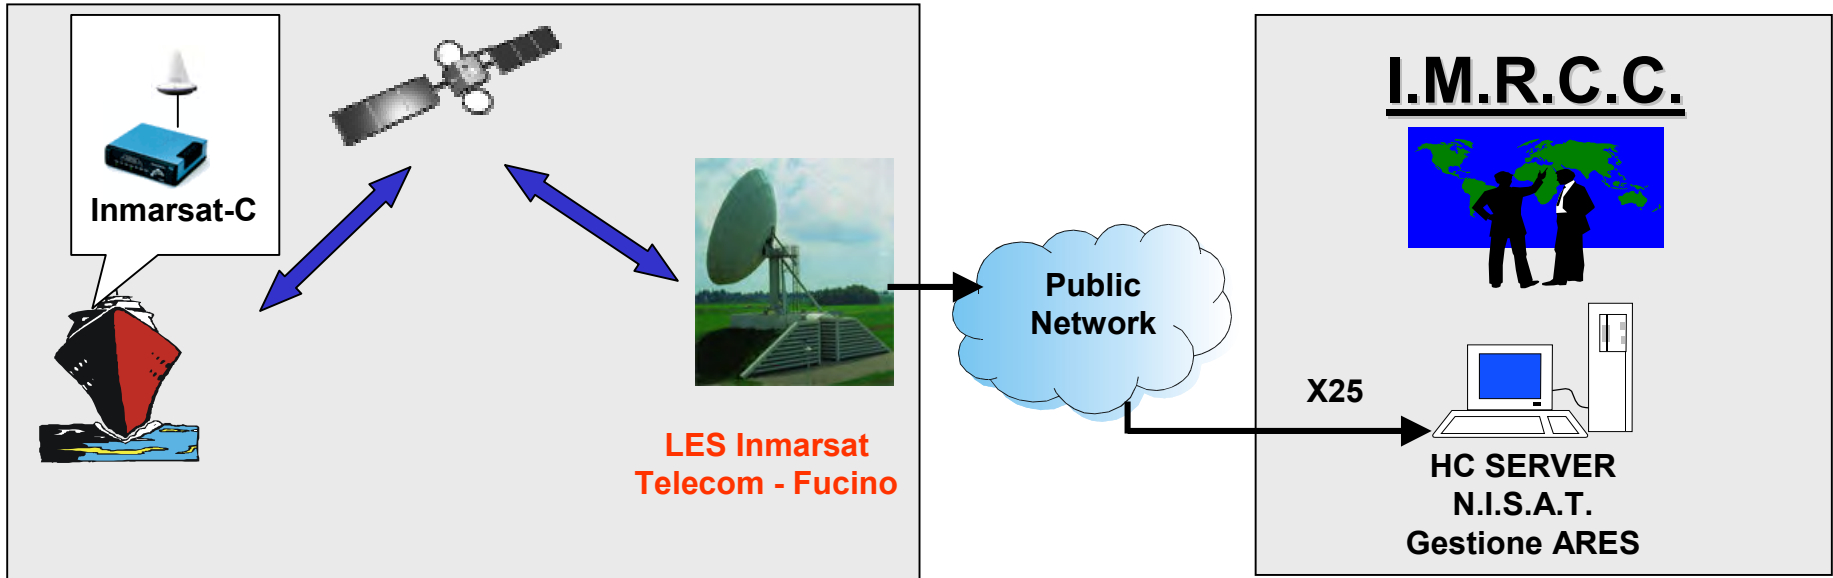 Inmarsat-C
LES Inmarsat
Telecom - Fucino
Public
Network
I.M.R.C.C.
X25
HC SERVER
N.I.S.A.T.
Gestione ARES